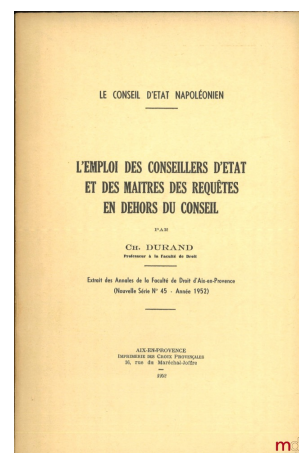 LE CONSEIL D'ETAT NAPOLÉONIEN
L'EMPLOI DES CONSEILLERS D'ETAT
ET DES MAITRES DES REQUÊTES
EN DEHORS DU CONSEIL
PAR
CH. DURAND
Professeur à la Faculté de Droit
Extrait des Annales de la Faculté de Droit d'Aix-en-Provence
(Nouvelle Série N° 45 - Année 1952)
AIX-EN-PROVENCE
IMPRIMERIE DES CROIX PROVENÇALES
16, rue du Maréchal-Joffre
1952
md